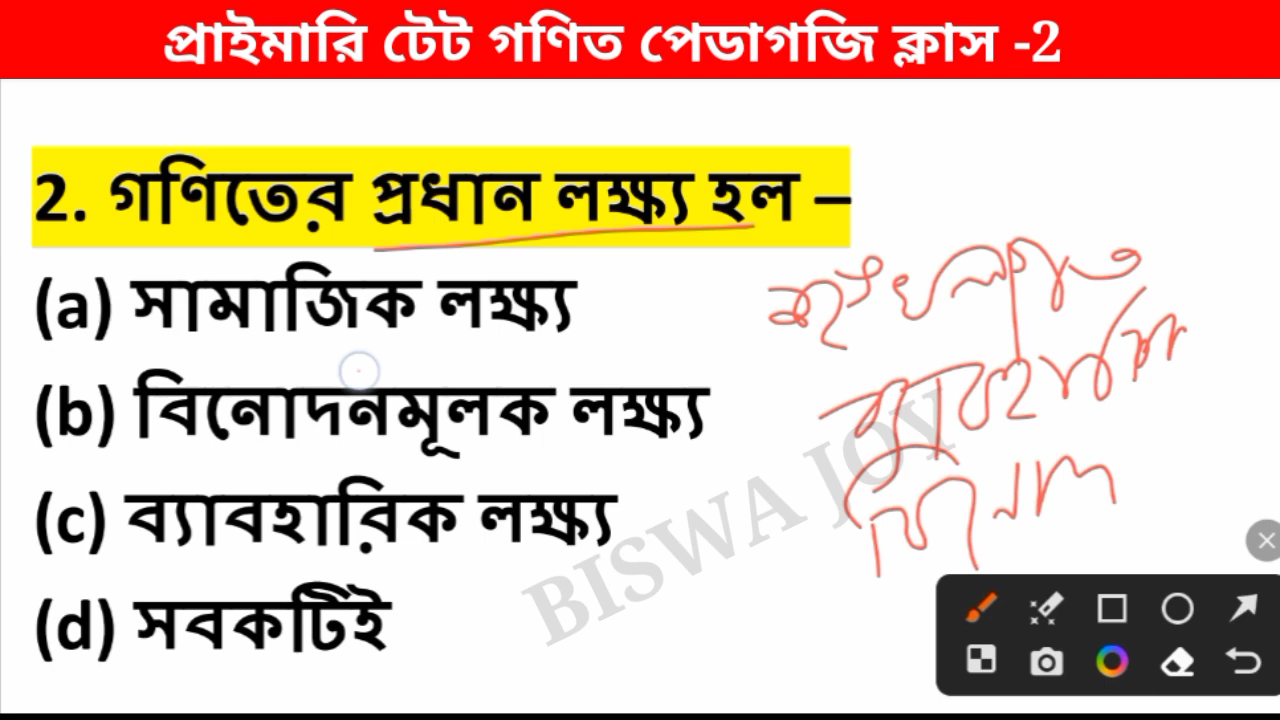 প্রাইমারি টেট গণিত পেডাগজি ক্লাস -2
2. গণিতের প্রধান লক্ষ্য হল –
(a) সামাজিক লক্ষ্য
(b) বিনোদনমূলক লক্ষ্য
(c) ব্যাবহারিক লক্ষ্য
(d) সবকটিই
BISWA JOY